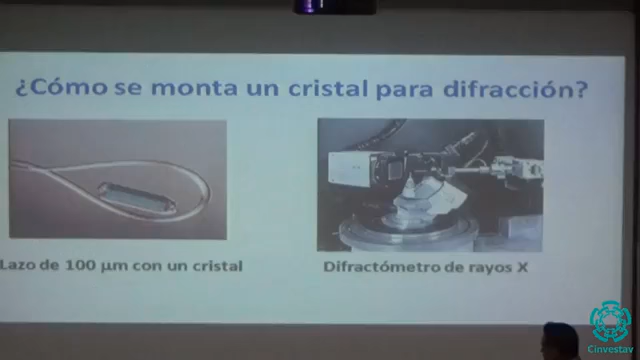 ¿Cómo se monta un cristal para difracción?
Lazo de 100 µm con un cristal
Difractómetro de rayos X
Cinvestav